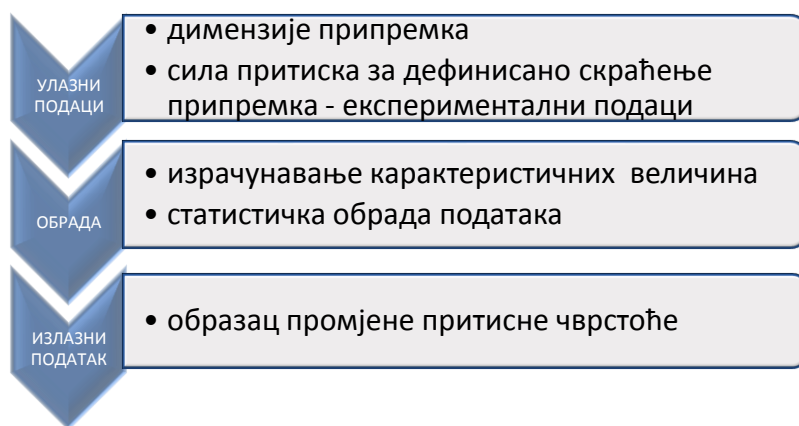 УЛАЗНИ
ПОДАЦИ
• димензије припремка
• сила притиска за дефинисано скраћење
припремка - експериментални подаци
ОБРАДА
• израчунавање карактеристичних величина
• статистичка обрада података
ИЗЛАЗНИ
ПОДАТАК
• образац промјене притисне чврстоће